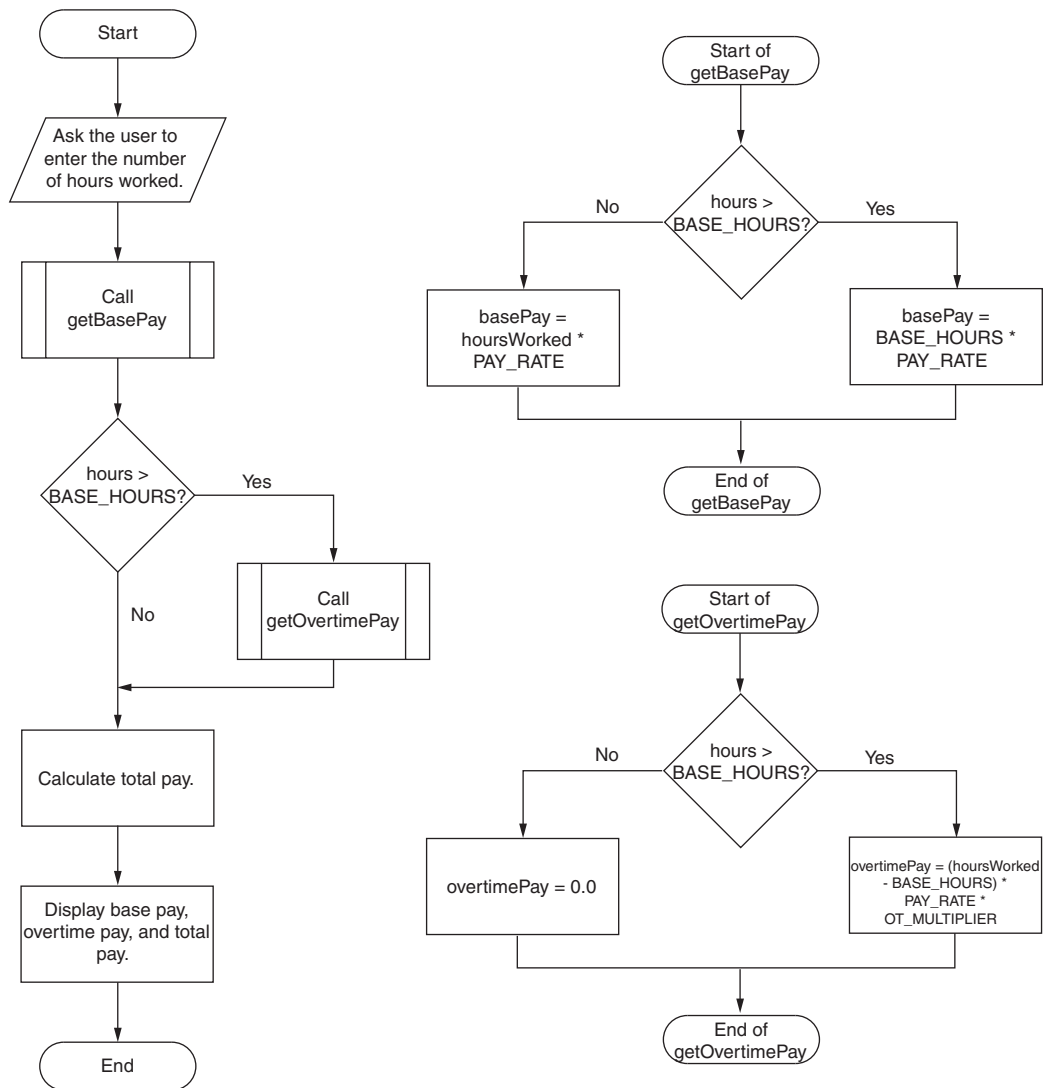 Start
Ask the user to
enter the number
of hours worked.
Call
getBasePay
hours >
BASE_HOURS?
Yes
No
Call
getOvertimePay
Calculate total pay.
Display base pay,
overtime pay, and total
pay.
End
Start of
getBasePay
hours >
BASE_HOURS?
No
Yes
basePay =
hoursWorked *
PAY_RATE
basePay =
BASE_HOURS *
PAY_RATE
End of
getBasePay
Start of
getOvertimePay
hours >
BASE_HOURS?
No
Yes
overtimePay = 0.0
overtimePay = (hoursWorked
- BASE_HOURS) *
PAY_RATE *
OT_MULTIPLIER
End of
getOvertimePay